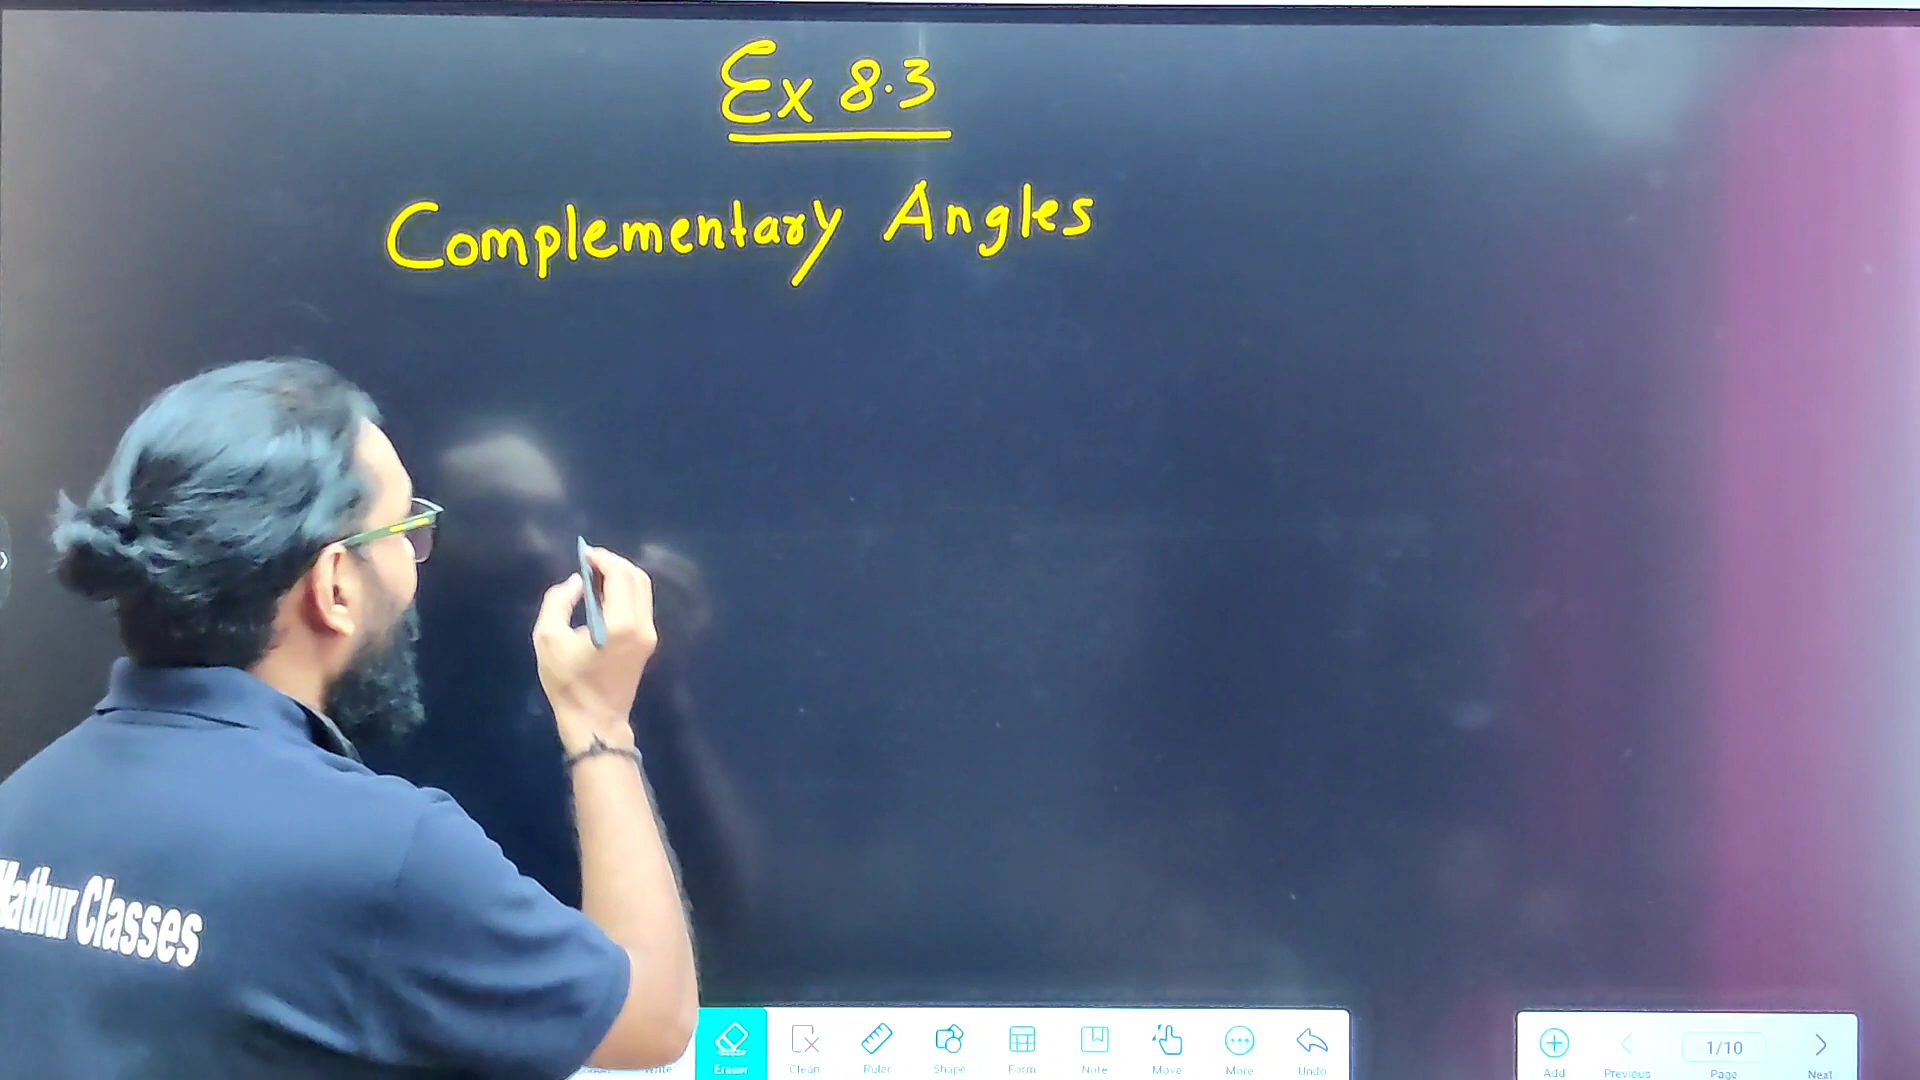 Ex 8.3
Complementary Angles
Mathur Classes
Write
Eraser
Clean
Ruler
Shape
Form
Note
Move
More
Undo
Add
Previous
1/10
Page
Next